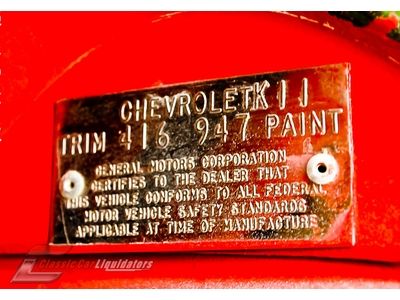 CHEVROLET K11
TRIM 416 947 PAINT
GENERAL MOTORS CORPORATION
CERTIFIES TO THE DEALER THAT
THIS VEHICLE CONFORMS TO ALL FEDERAL
MOTOR VEHICLE SAFETY STANDARDS
APPLICABLE AT TIME OF MANUFACTURE
Classic Car Liquidators